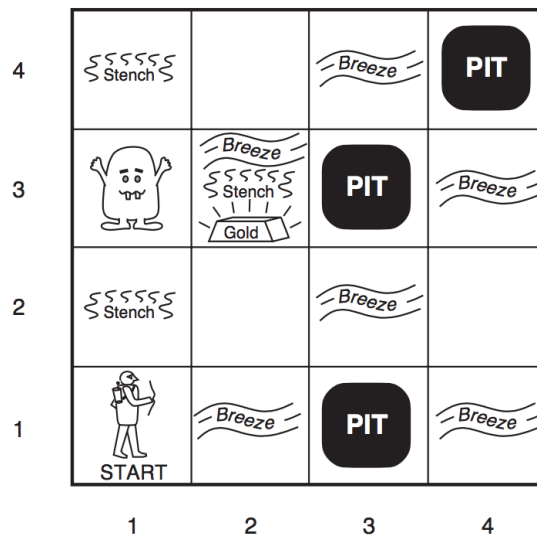 4
Stench
Breeze
PIT
3
Breeze
Stench
Gold
PIT
Breeze
2
Stench
Breeze
1
START
Breeze
PIT
Breeze
1 2 3 4